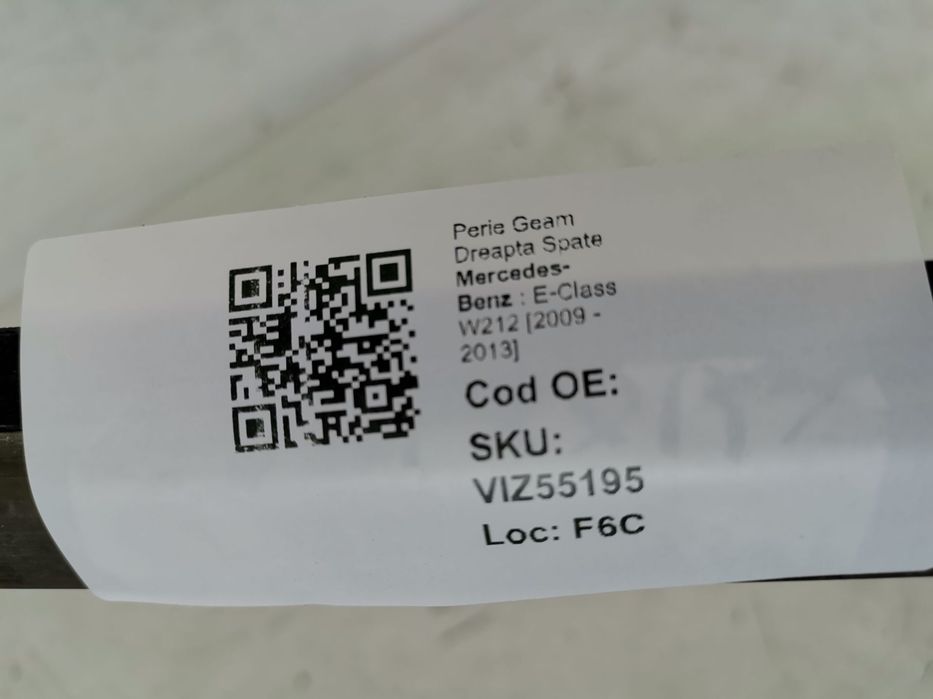 Perie Geam
Dreapta Spate
Mercedes-
Benz : E-Class
W212 [2009 -
2013]
Cod OE:
SKU:
VIZ55195
Loc: F6C